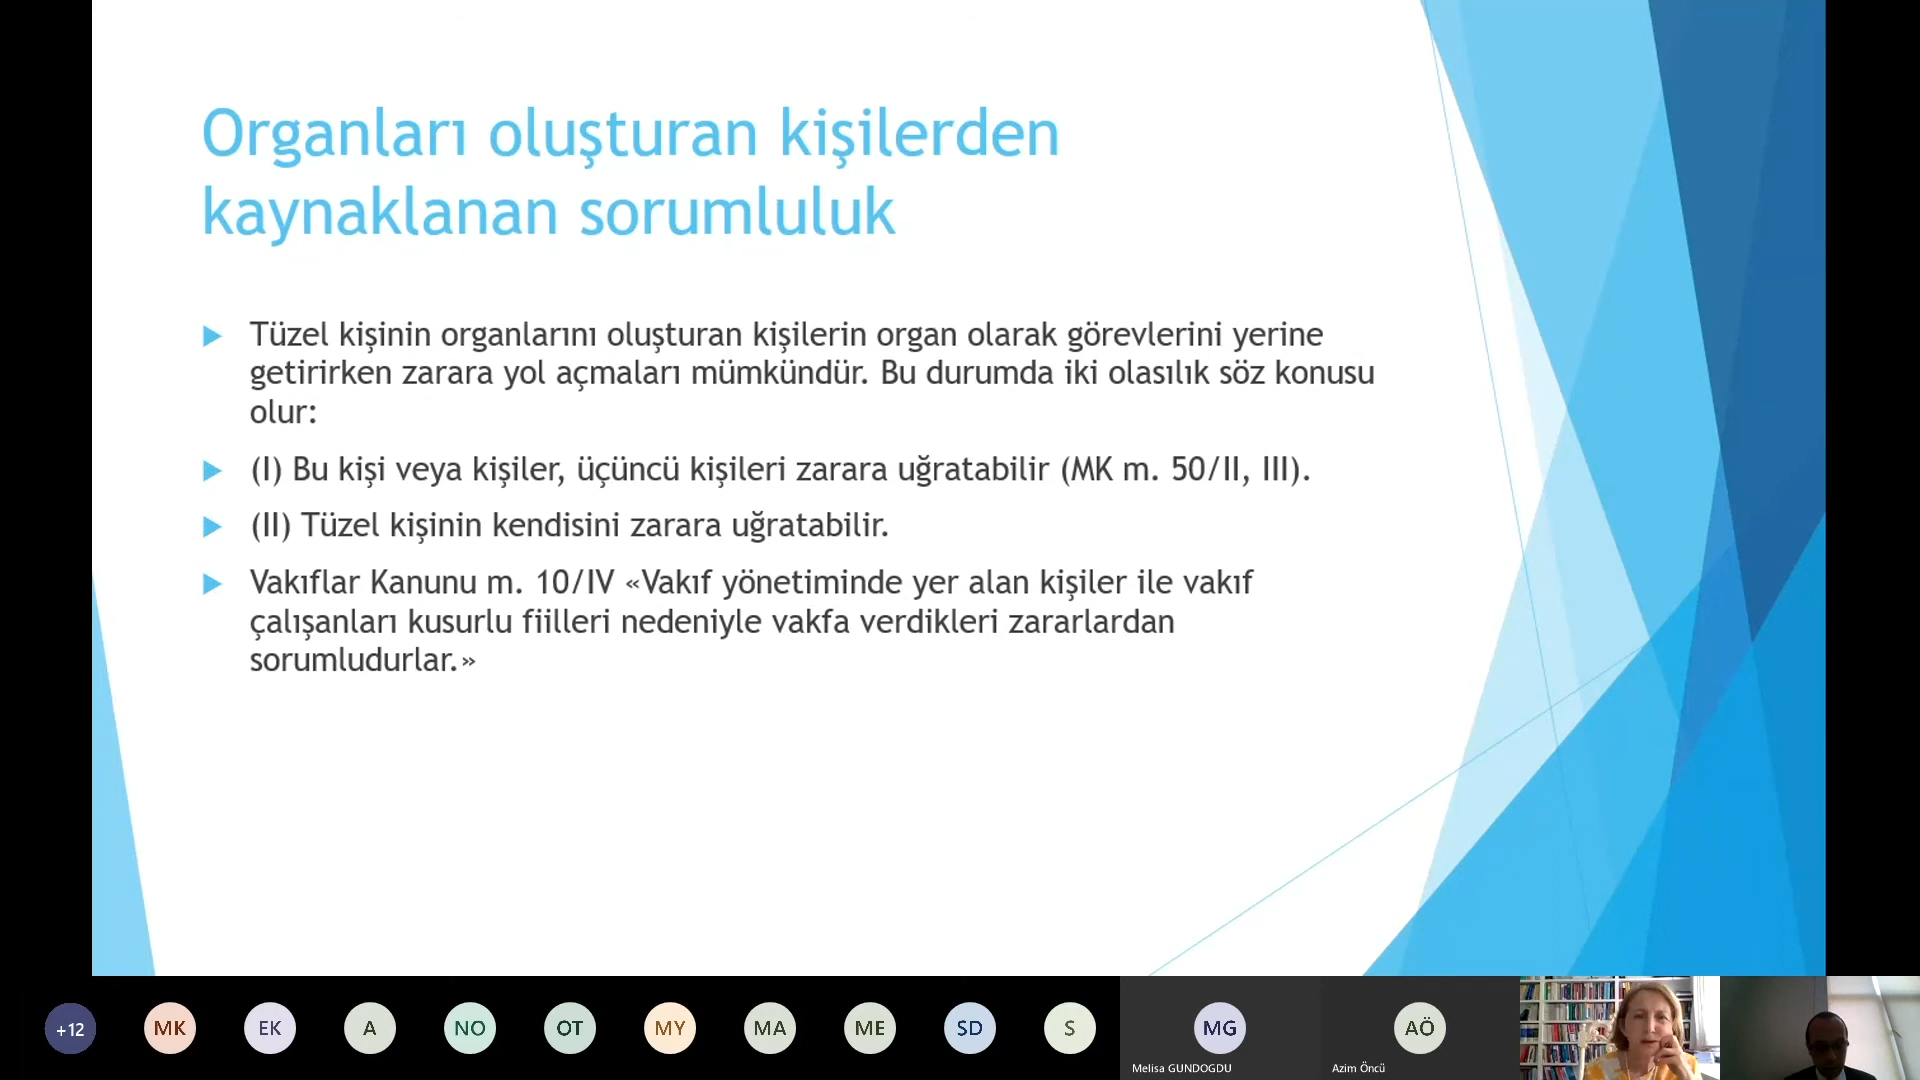 Organları oluşturan kişilerden
kaynaklanan sorumluluk
Tüzel kişinin organlarını oluşturan kişilerin organ olarak görevlerini yerine
getirirken zarara yol açmaları mümkündür. Bu durumda iki olasılık söz konusu
olur:
(I) Bu kişi veya kişiler, üçüncü kişileri zarara uğratabilir (MK m. 50/II, III).
(II) Tüzel kişinin kendisini zarara uğratabilir.
Vakıflar Kanunu m. 10/IV «Vakıf yönetiminde yer alan kişiler ile vakıf
çalışanları kusurlu fiilleri nedeniyle vakfa verdikleri zararlardan
sorumludurlar.»
+12 MK EK A NO OT MY MA ME SD S MG AÖ
Melisa GUNDOGDU Azim Öncü